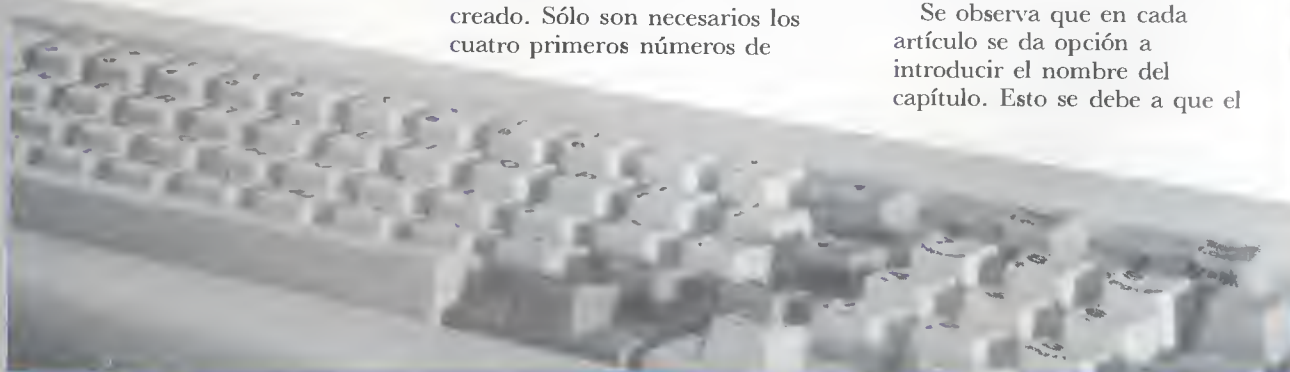 creado. Sólo son necesarios los
cuatro primeros números de
Se observa que en cada
artículo se da opción a
introducir el nombre del
capítulo. Esto se debe a que el